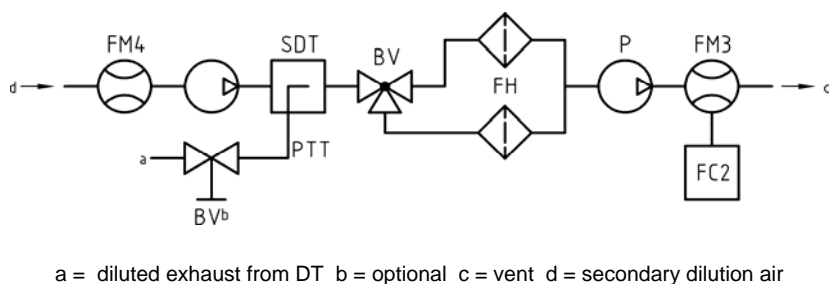 FM4
SDT
BV
FH
P
FM3
d
c
a
PTT
BVᵇ
FC2
a = diluted exhaust from DT b = optional c = vent d = secondary dilution air